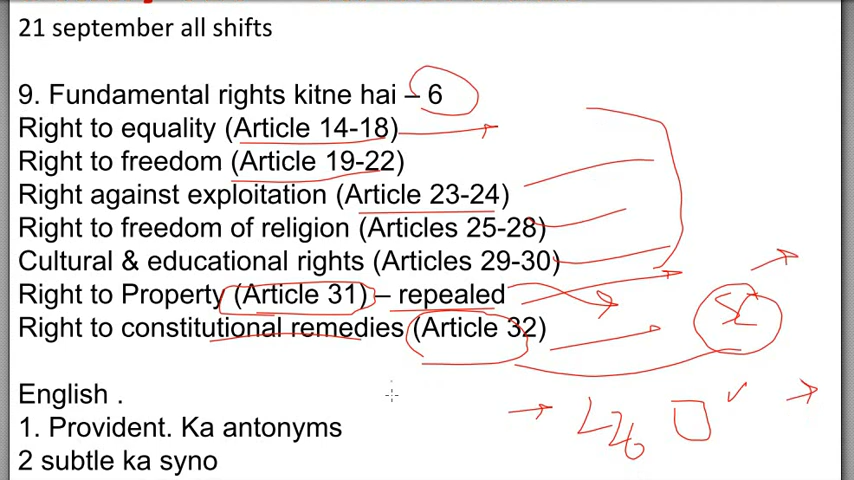 21 september all shifts
9. Fundamental rights kitne hai – 6
Right to equality (Article 14-18)
Right to freedom (Article 19-22)
Right against exploitation (Article 23-24)
Right to freedom of religion (Articles 25-28)
Cultural & educational rights (Articles 29-30)
Right to Property (Article 31) – repealed
Right to constitutional remedies (Article 32)
SC
226
English .
1. Provident. Ka antonyms
2 subtle ka syno